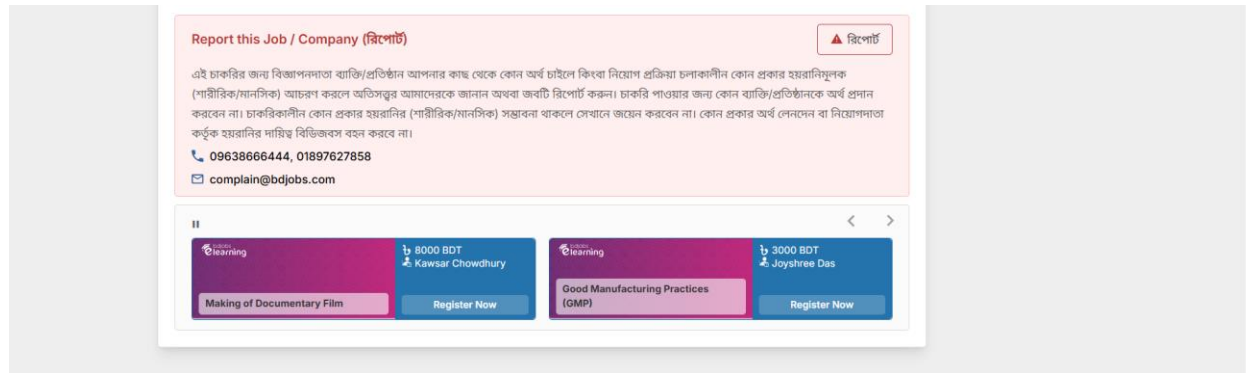 Report this Job / Company (রিপোর্ট)
রিপোর্ট
এই চাকরির জন্য বিজ্ঞাপনদাতা ব্যক্তি/প্রতিষ্ঠান আপনার কাছ থেকে কোন অর্থ চাইলে কিংবা নিয়োগ প্রক্রিয়া চলাকালীন কোন প্রকার হয়রানিমূলক
(শারীরিক/মানসিক) আচরণ করলে অতিসত্ত্বর আমাদেরকে জানান অথবা জবটি রিপোর্ট করুন। চাকরি পাওয়ার জন্য কোন ব্যক্তি/প্রতিষ্ঠানকে অর্থ প্রদান
করবেন না। চাকরিকালীন কোন প্রকার হয়রানির (শারীরিক/মানসিক) সম্ভাবনা থাকলে সেখানে জয়েন করবেন না। কোন প্রকার অর্থ লেনদেন বা নিয়োগদাতা
কর্তৃক হয়রানির দায়িত্ব বিডিজবস বহন করবে না।
09638666444, 01897627858
complain@bdjobs.com
bdjobs
elearning
৳ 8000 BDT
Kawsar Chowdhury
Making of Documentary Film
Register Now
bdjobs
elearning
৳ 3000 BDT
Joyshree Das
Good Manufacturing Practices
(GMP)
Register Now